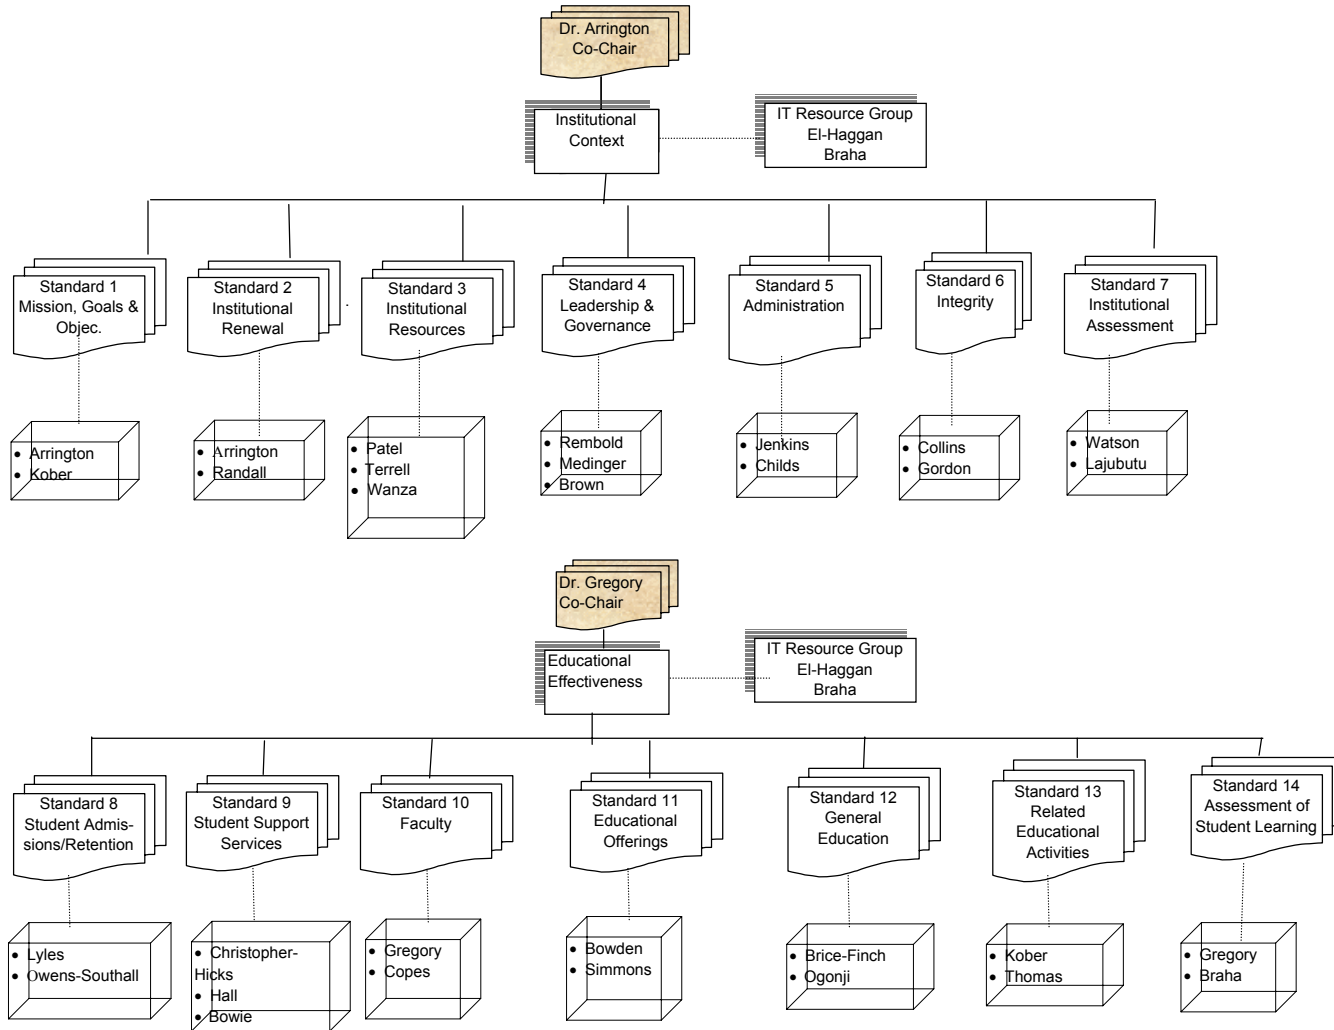 Dr. Arrington
Co-Chair
Institutional
Context
IT Resource Group
El-Haggan
Braha
Standard 1
Mission, Goals &
Objec.
Standard 2
Institutional
Renewal
.
Standard 3
Institutional
Resources
Standard 4
Leadership &
Governance
Standard 5
Administration
Standard 6
Integrity
Standard 7
Institutional
Assessment
• Arrington
• Kober
• Arrington
• Randall
• Patel
• Terrell
• Wanza
• Rembold
• Medinger
• Brown
• Jenkins
• Childs
• Collins
• Gordon
• Watson
• Lajubutu
Dr. Gregory
Co-Chair
Educational
Effectiveness
IT Resource Group
El-Haggan
Braha
Standard 8
Student Admis-
sions/Retention
Standard 9
Student Support
Services
Standard 10
Faculty
Standard 11
Educational
Offerings
Standard 12
General
Education
Standard 13
Related
Educational
Activities
Standard 14
Assessment of
Student Learning
• Lyles
• Owens-Southall
• Christopher-
Hicks
• Hall
• Bowie
• Gregory
• Copes
• Bowden
• Simmons
• Brice-Finch
• Ogonji
• Kober
• Thomas
• Gregory
• Braha